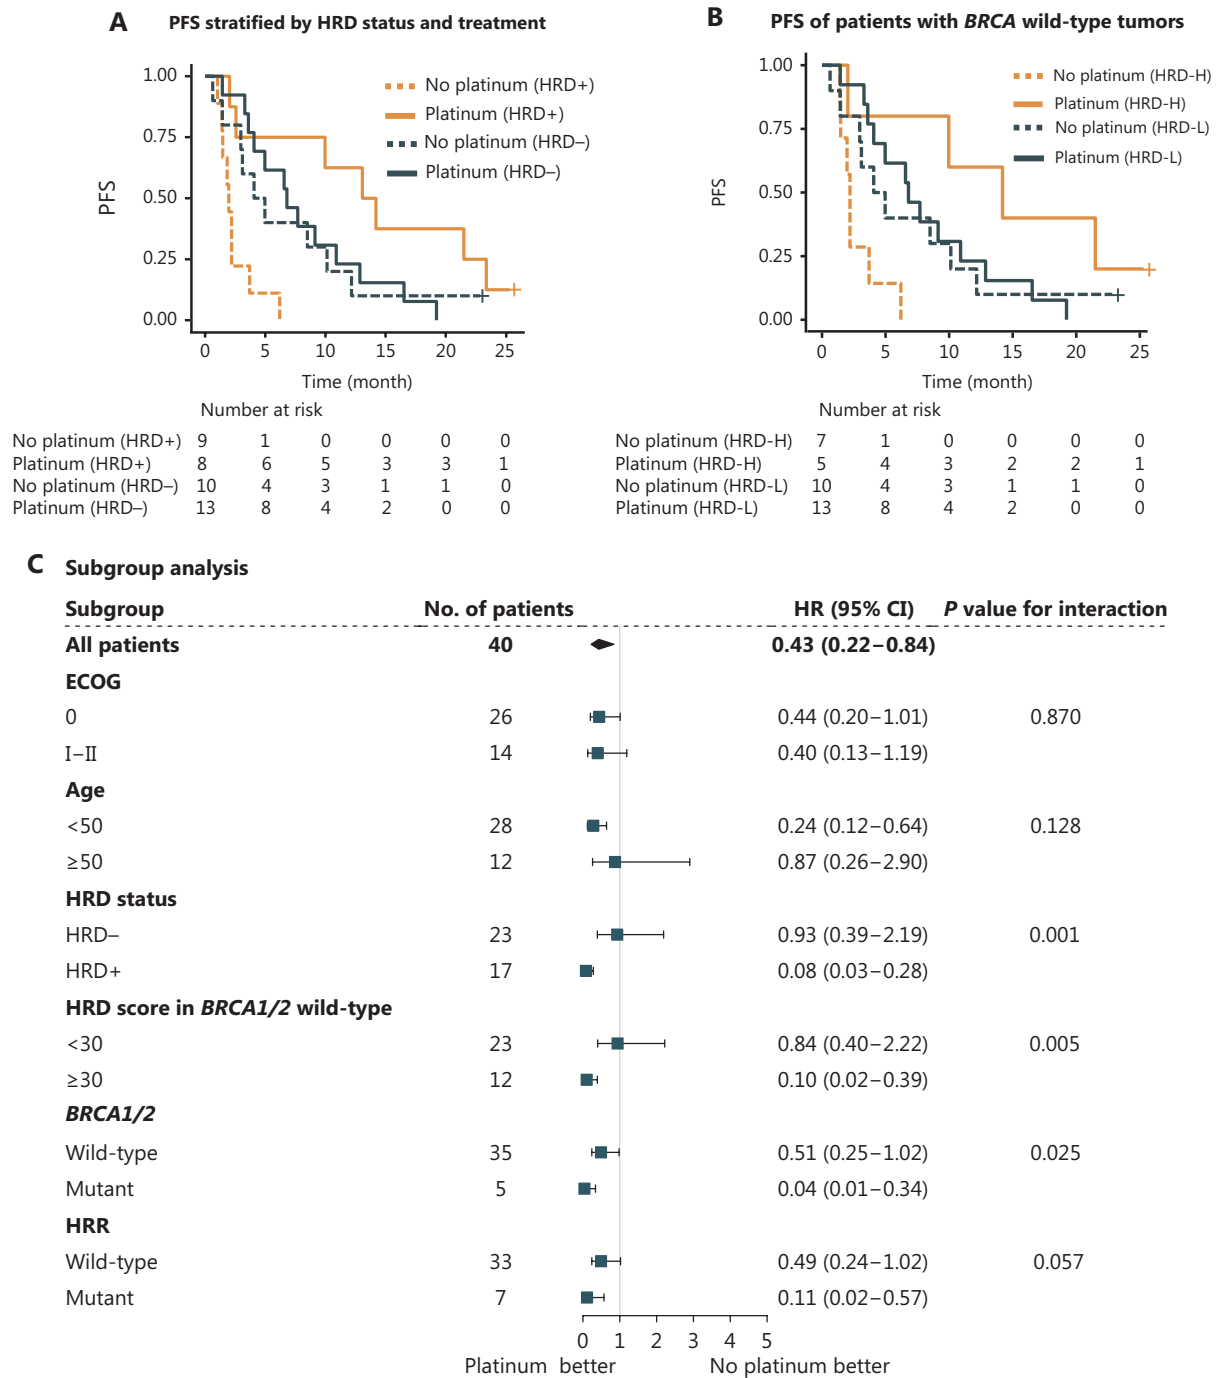 A PFS stratified by HRD status and treatment
1.00
0.75
0.50
0.25
0.00
PFS
No platinum (HRD+)
Platinum (HRD+)
No platinum (HRD–)
Platinum (HRD–)
0 5 10 15 20 25
Time (month)
Number at risk
No platinum (HRD+) 9 1 0 0 0 0
Platinum (HRD+) 8 6 5 3 3 1
No platinum (HRD–) 10 4 3 1 1 0
Platinum (HRD–) 13 8 4 2 0 0
B PFS of patients with BRCA wild-type tumors
1.00
0.75
0.50
0.25
0.00
PFS
No platinum (HRD-H)
Platinum (HRD-H)
No platinum (HRD-L)
Platinum (HRD-L)
0 5 10 15 20 25
Time (month)
Number at risk
No platinum (HRD-H) 7 1 0 0 0 0
Platinum (HRD-H) 5 4 3 2 2 1
No platinum (HRD-L) 10 4 3 1 1 0
Platinum (HRD-L) 13 8 4 2 0 0
C Subgroup analysis
Subgroup No. of patients HR (95% CI) P value for interaction
All patients 40 0.43 (0.22–0.84)
ECOG
0 26 0.44 (0.20–1.01) 0.870
I–II 14 0.40 (0.13–1.19)
Age
<50 28 0.24 (0.12–0.64) 0.128
≥50 12 0.87 (0.26–2.90)
HRD status
HRD– 23 0.93 (0.39–2.19) 0.001
HRD+ 17 0.08 (0.03–0.28)
HRD score in BRCA1/2 wild-type
<30 23 0.84 (0.40–2.22) 0.005
≥30 12 0.10 (0.02–0.39)
BRCA1/2
Wild-type 35 0.51 (0.25–1.02) 0.025
Mutant 5 0.04 (0.01–0.34)
HRR
Wild-type 33 0.49 (0.24–1.02) 0.057
Mutant 7 0.11 (0.02–0.57)
0 1 2 3 4 5
Platinum better No platinum better